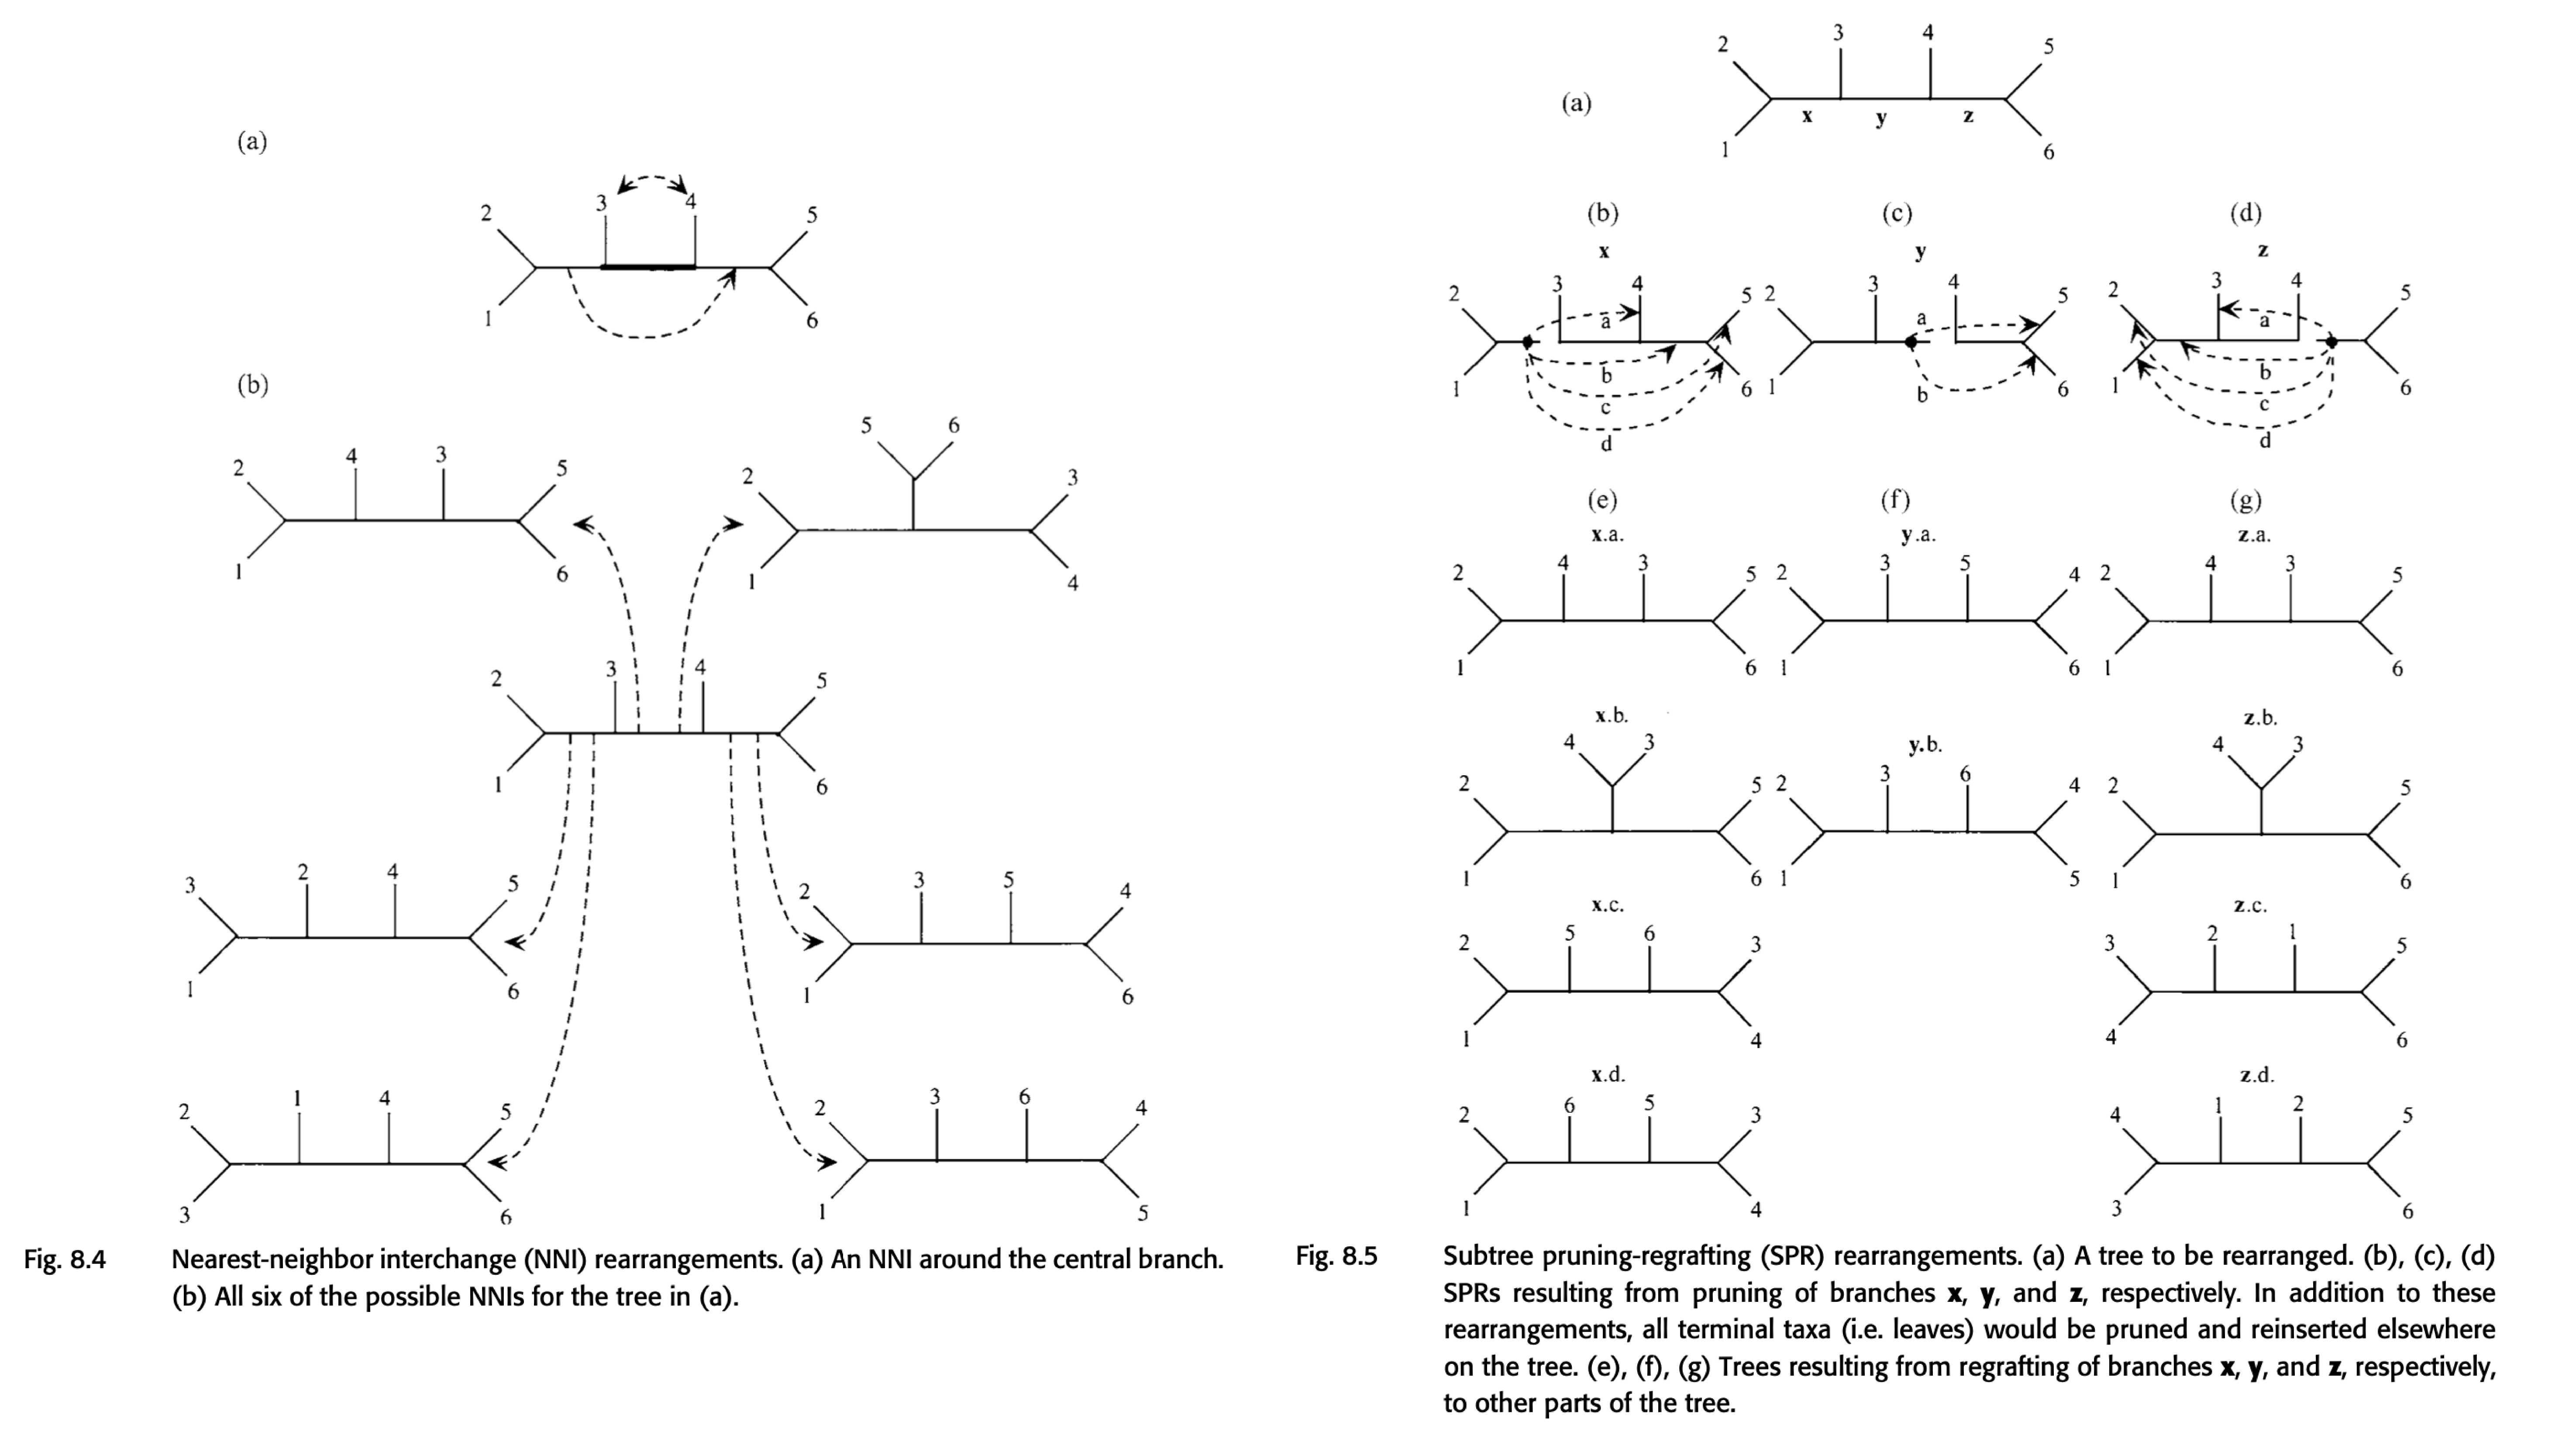 (a)
3 4
2 5
1 6
(b)
5 6
2 4 3 5
1 6
2 3
1 4
2 3 4 5
1 6
3 2 4 5
1 6
2 3 5 4
1 6
2 1 4 5
3 6
2 3 6 4
1 5
Fig. 8.4 Nearest-neighbor interchange (NNI) rearrangements. (a) An NNI around the central branch.
(b) All six of the possible NNIs for the tree in (a).
(a)
2 3 4 5
x y z
1 6
(b) (c) (d)
x y z
2 3 4 5
a
b
c
d
1 6
2 3 4 5
a
b
1 6
2 3 4 5
a
b
c
d
1 6
(e) (f) (g)
x.a. y.a. z.a.
2 4 3 5
1 6
2 3 5 4
1 6
2 4 3 5
1 6
x.b.
4 3
2 5
1 6
y.b.
2 3 6 4
1 5
z.b.
4 3
2 5
1 6
x.c.
2 5 6 3
1 4
z.c.
3 2 1 5
4 6
x.d.
2 6 5 3
1 4
z.d.
4 1 2 5
3 6
Fig. 8.5 Subtree pruning-regrafting (SPR) rearrangements. (a) A tree to be rearranged. (b), (c), (d)
SPRs resulting from pruning of branches x, y, and z, respectively. In addition to these
rearrangements, all terminal taxa (i.e. leaves) would be pruned and reinserted elsewhere
on the tree. (e), (f), (g) Trees resulting from regrafting of branches x, y, and z, respectively,
to other parts of the tree.